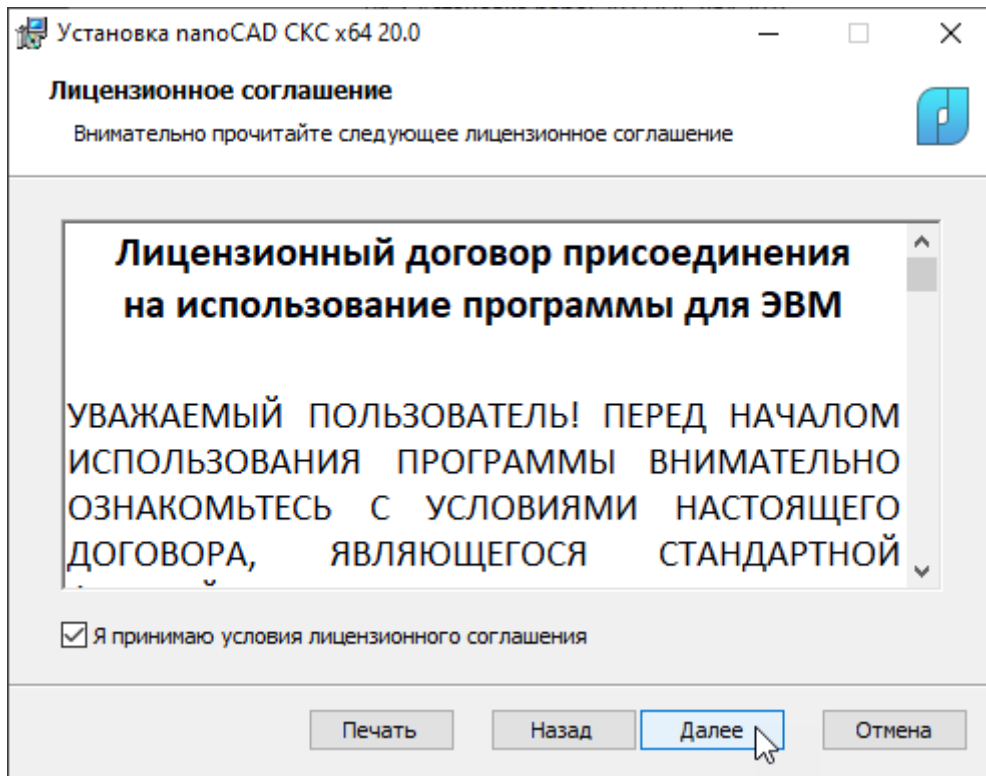 Установка nanoCAD СКС x64 20.0
Лицензионное соглашение
Внимательно прочитайте следующее лицензионное соглашение
Лицензионный договор присоединения
на использование программы для ЭВМ
УВАЖАЕМЫЙ ПОЛЬЗОВАТЕЛЬ! ПЕРЕД НАЧАЛОМ
ИСПОЛЬЗОВАНИЯ ПРОГРАММЫ ВНИМАТЕЛЬНО
ОЗНАКОМЬТЕСЬ С УСЛОВИЯМИ НАСТОЯЩЕГО
ДОГОВОРА, ЯВЛЯЮЩЕГОСЯ СТАНДАРТНОЙ
Я принимаю условия лицензионного соглашения
Печать Назад Далее Отмена